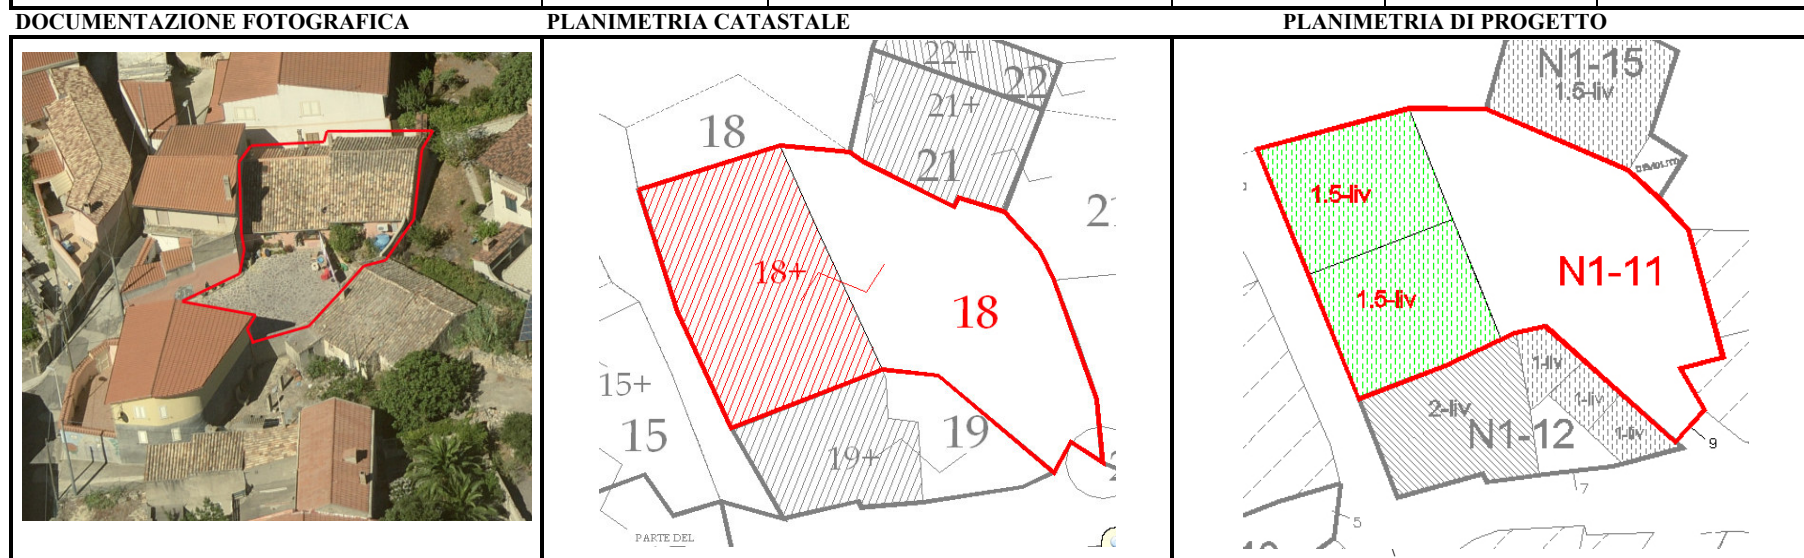 DOCUMENTAZIONE FOTOGRAFICA
PLANIMETRIA CATASTALE
PLANIMETRIA DI PROGETTO
22+
22
21+
18
21
18+
18
15+
15
19
19+
PARTE DEL
N1-15
1.5-liv
1.5-liv
N1-11
1.5-liv
1-liv
1-liv
2-liv
N1-12
1-liv
9
7
5